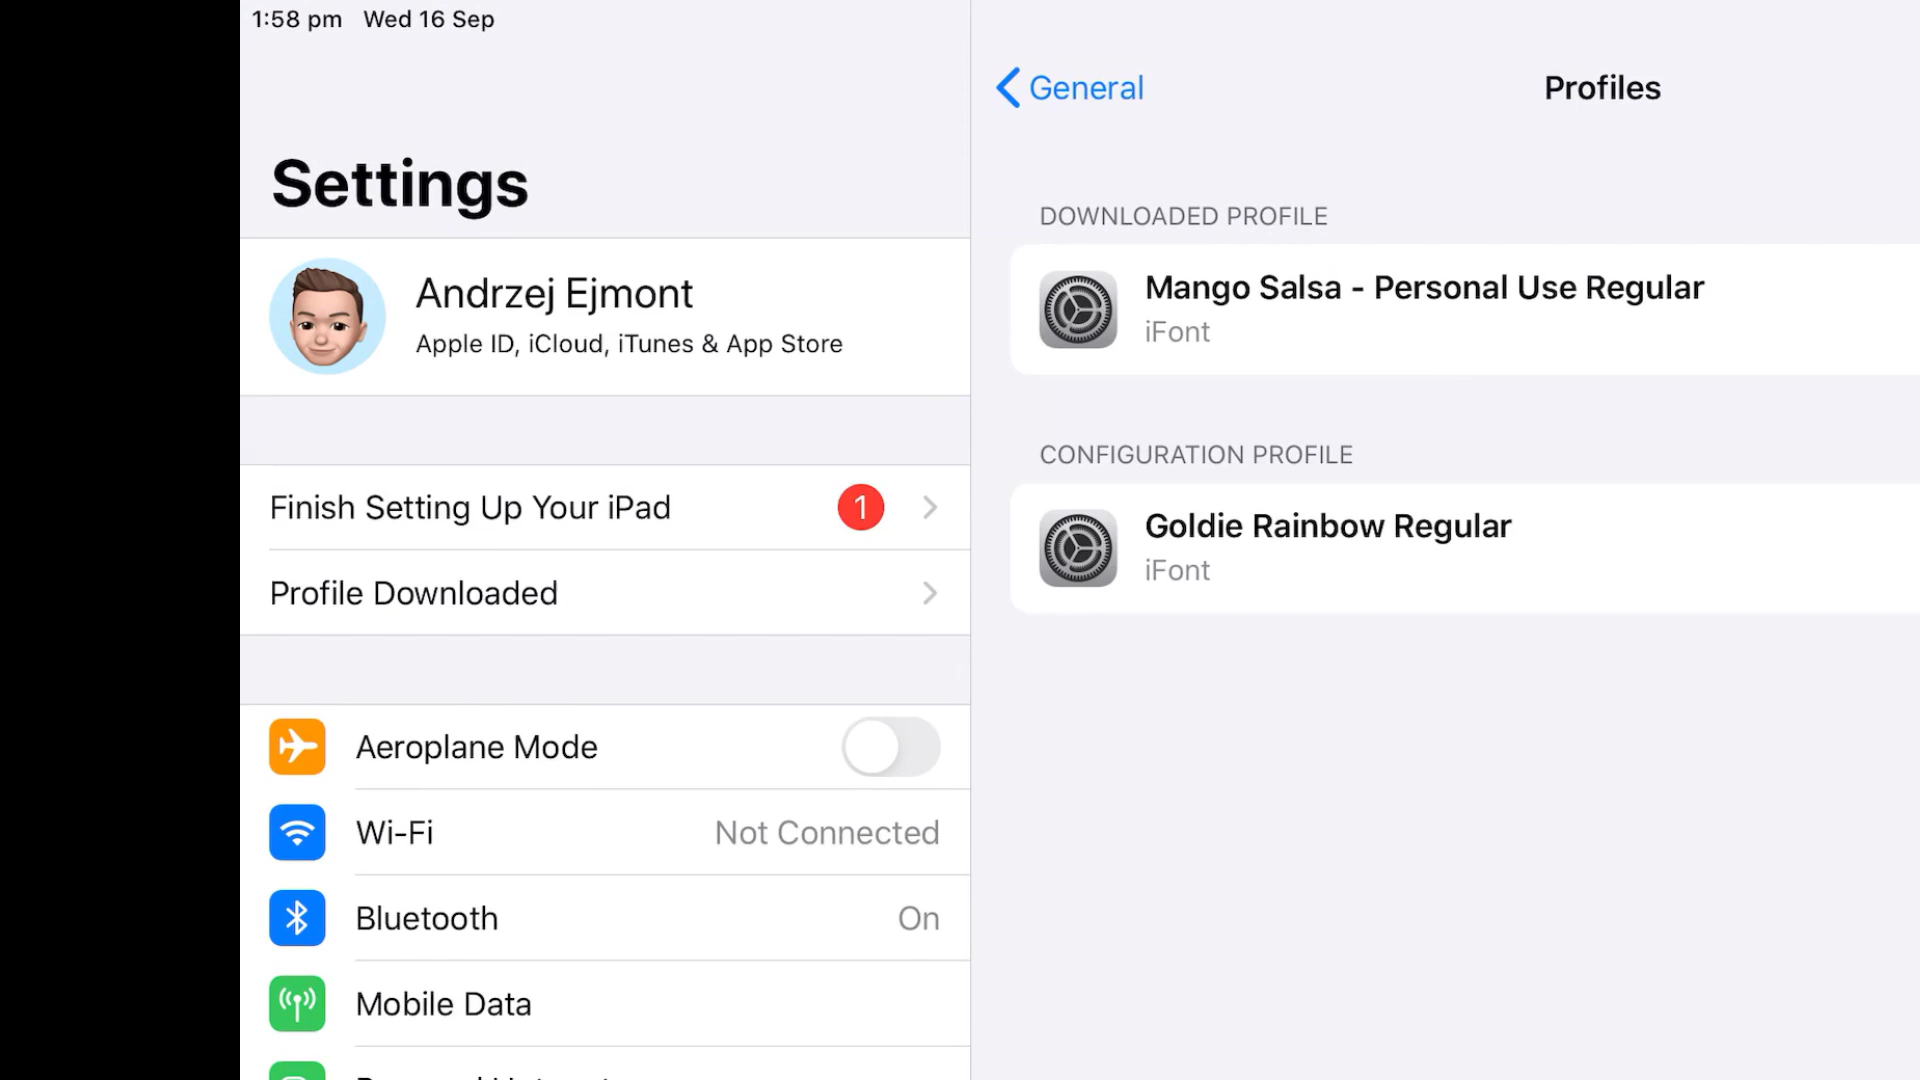 1:58 pm Wed 16 Sep
Settings
Andrzej Ejmont
Apple ID, iCloud, iTunes & App Store
Finish Setting Up Your iPad 1
Profile Downloaded
Aeroplane Mode
Wi-Fi Not Connected
Bluetooth On
Mobile Data
General
Profiles
DOWNLOADED PROFILE
Mango Salsa - Personal Use Regular
iFont
CONFIGURATION PROFILE
Goldie Rainbow Regular
iFont